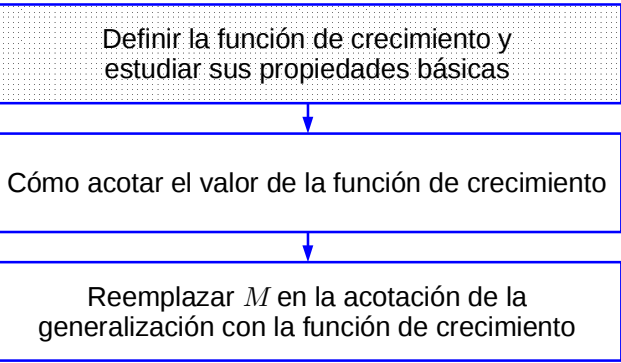 Definir la función de crecimiento y
estudiar sus propiedades básicas
Cómo acotar el valor de la función de crecimiento
Reemplazar M en la acotación de la
generalización con la función de crecimiento